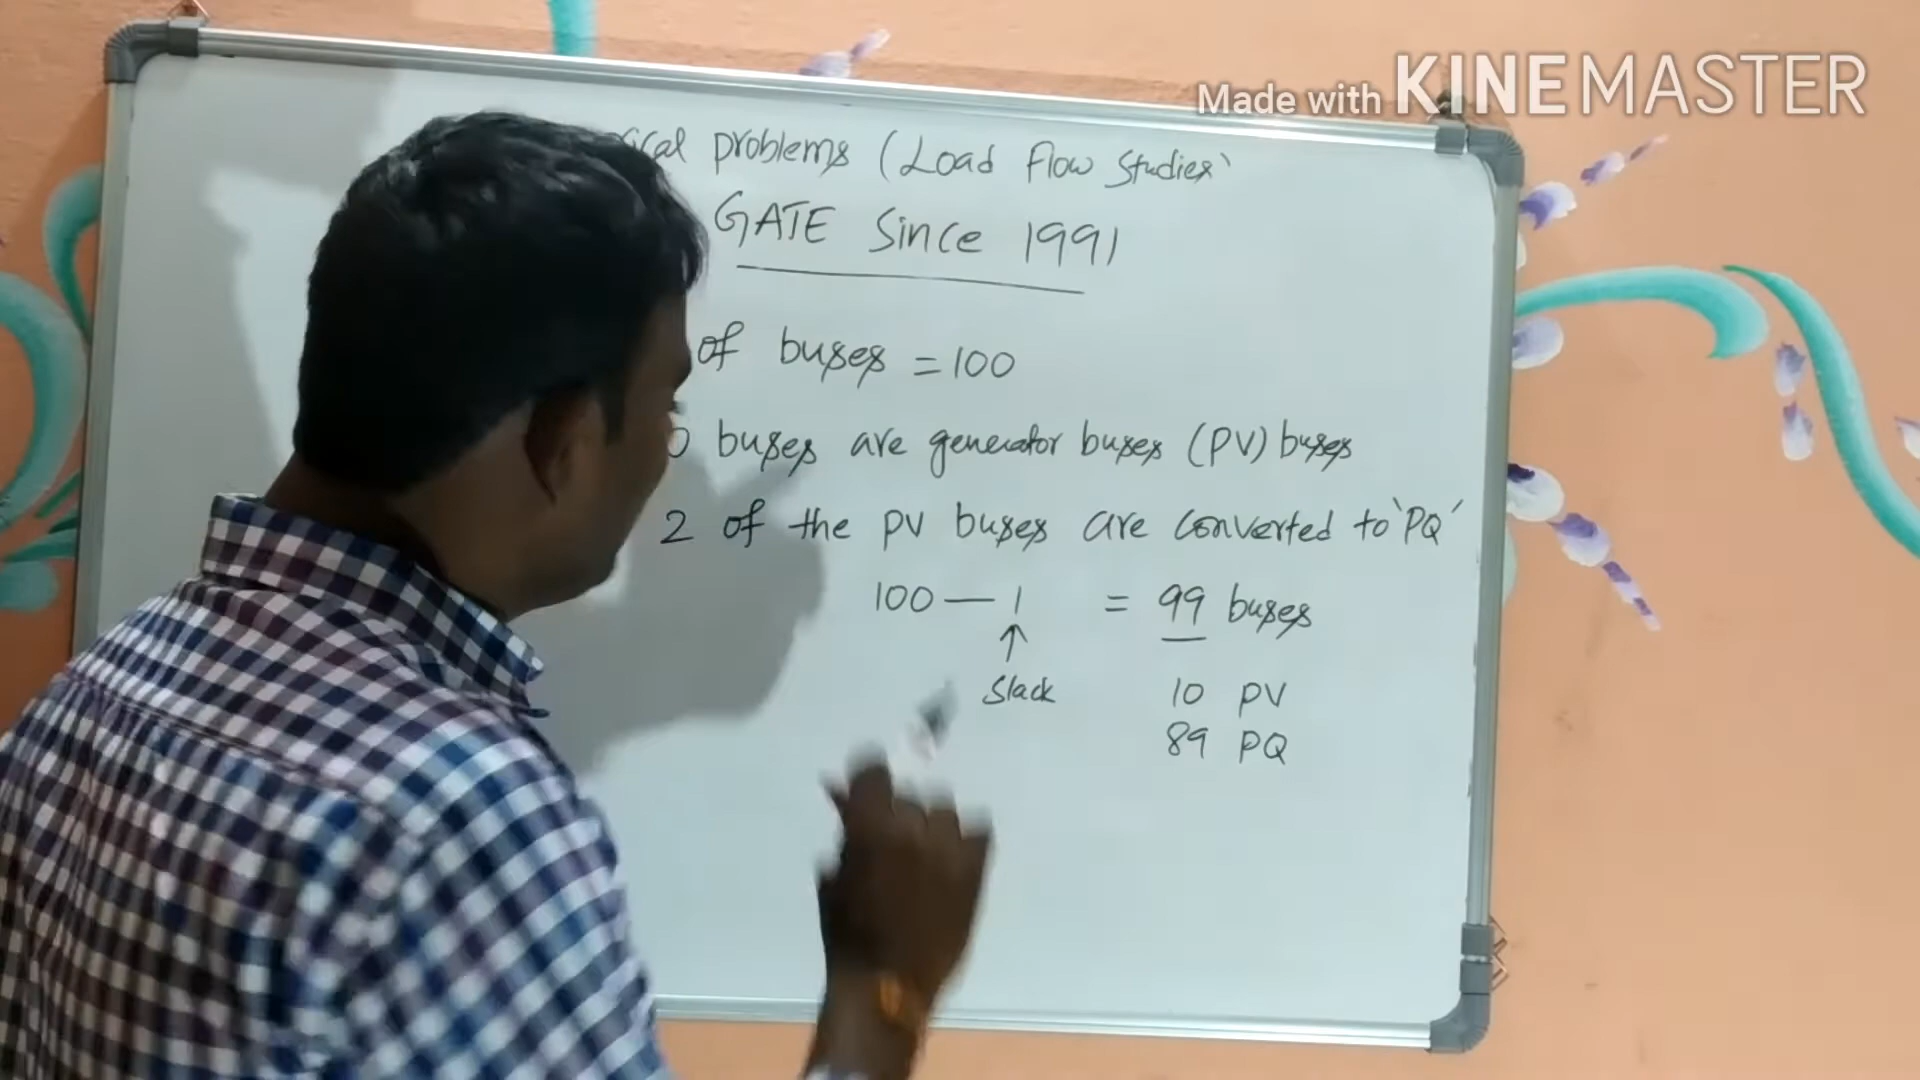 Made with KINEMASTER
problems (Load flow Studies)
GATE Since 1991
of buses = 100
buses are generator buses (PV) buses
2 of the PV buses are converted to 'PQ'
100 — 1 = 99 buses
↑
Slack 10 PV
89 PQ